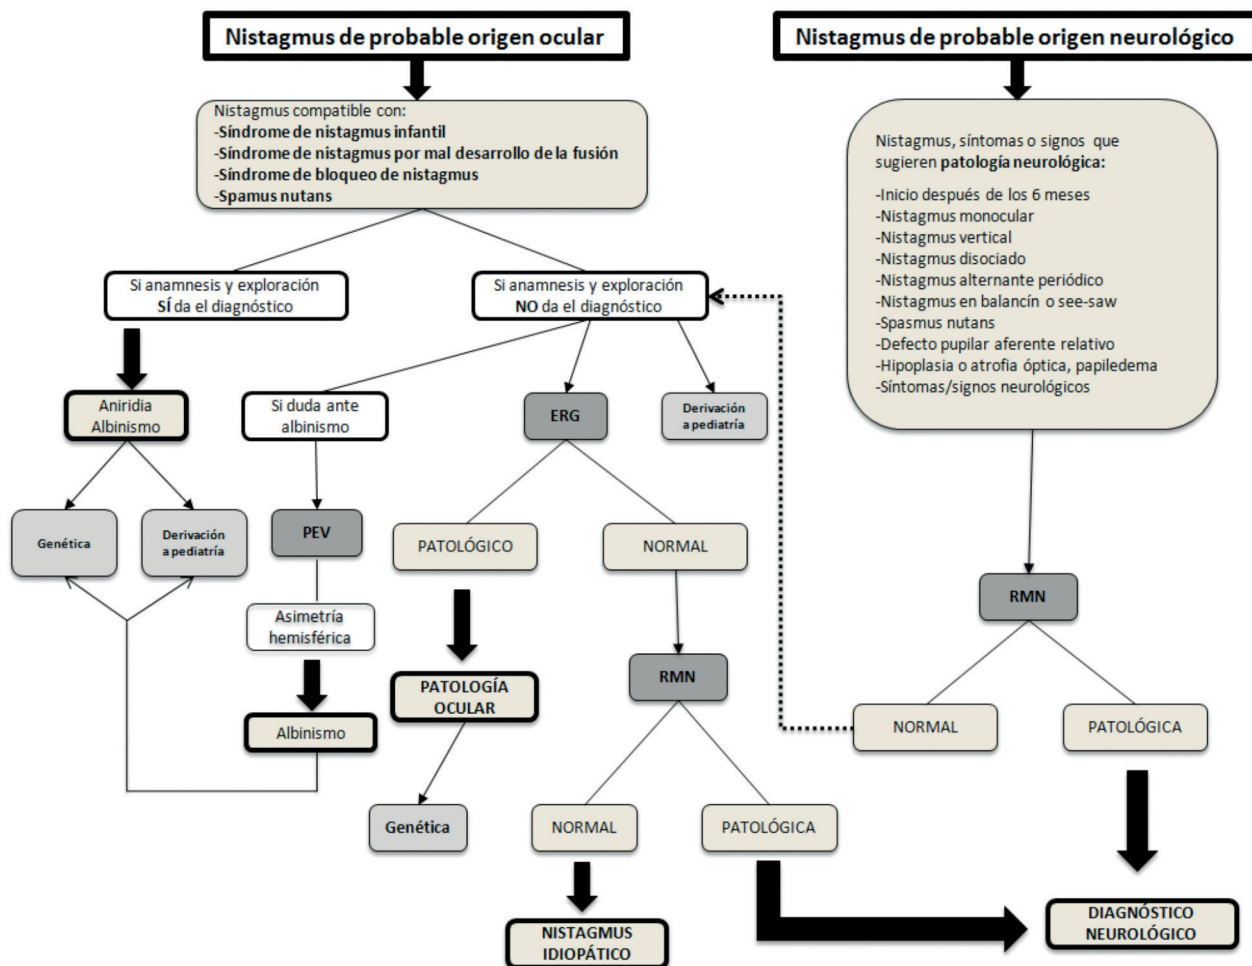 Nistagmus de probable origen ocular
Nistagmus compatible con:
-Síndrome de nistagmus infantil
-Síndrome de nistagmus por mal desarrollo de la fusión
-Síndrome de bloqueo de nistagmus
-Spamus nutans
Si anamnesis y exploración
SÍ da el diagnóstico
Si anamnesis y exploración
NO da el diagnóstico
Aniridia
Albinismo
Si duda ante
albinismo
ERG
Derivación
a pediatría
Genética
Derivación
a pediatría
PEV
PATOLÓGICO
NORMAL
Asimetría
hemisférica
RMN
PATOLOGÍA
OCULAR
Albinismo
Genética
NORMAL
PATOLÓGICA
NISTAGMUS
IDIOPÁTICO
Nistagmus de probable origen neurológico
Nistagmus, síntomas o signos que
sugieren patología neurológica:
-Inicio después de los 6 meses
-Nistagmus monocular
-Nistagmus vertical
-Nistagmus disociado
-Nistagmus alternante periódico
-Nistagmus en balancín o see-saw
-Spasmus nutans
-Defecto pupilar aferente relativo
-Hipoplasia o atrofia óptica, papiledema
-Síntomas/signos neurológicos
RMN
NORMAL
PATOLÓGICA
DIAGNÓSTICO
NEUROLÓGICO